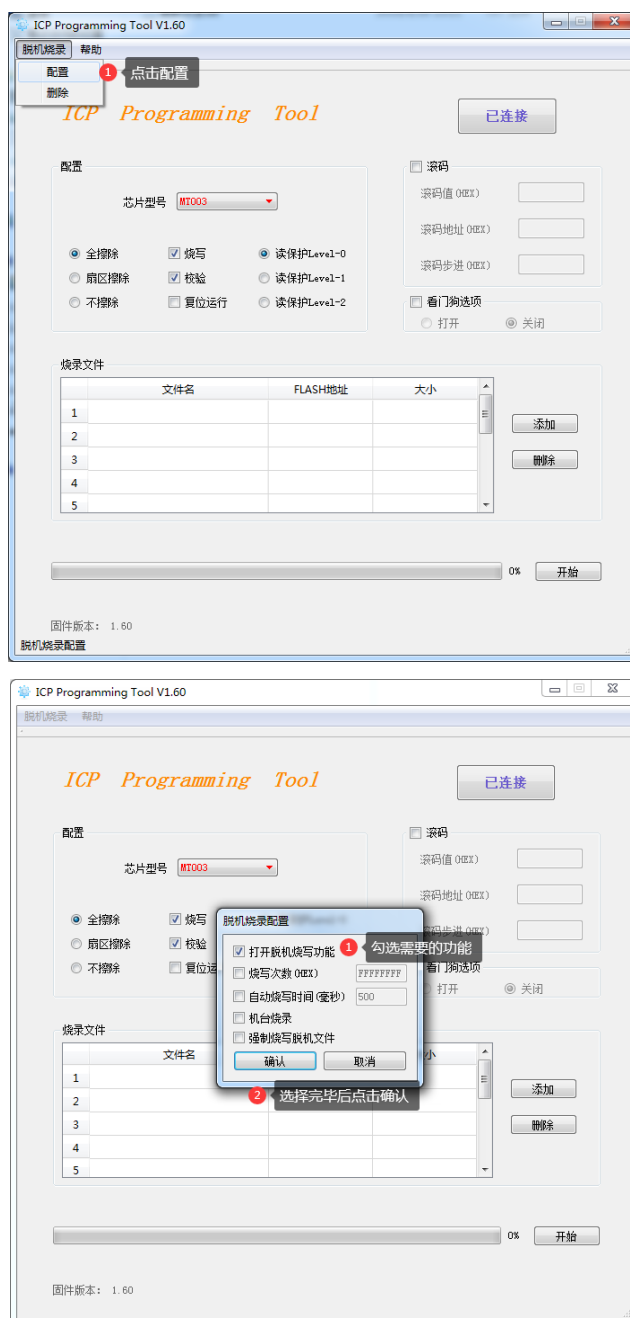 ICP Programming Tool V1.60
脱机烧录 帮助
配置
1 点击配置
删除
ICP Programming Tool
已连接
配置
滚码
芯片型号 MT003
滚码值(HEX)
滚码地址(HEX)
滚码步进(HEX)
全擦除 烧写 读保护Level-0
扇区擦除 校验 读保护Level-1
不擦除 复位运行 读保护Level-2
看门狗选项
打开 关闭
烧录文件
文件名 FLASH地址 大小
1
2
3
4
5
添加
删除
0% 开始
固件版本: 1.60
脱机烧录配置
ICP Programming Tool V1.60
脱机烧录 帮助
ICP Programming Tool
已连接
配置
滚码
芯片型号 MT003
滚码值(HEX)
滚码地址(HEX)
滚码步进(HEX)
全擦除 烧写
扇区擦除 校验
不擦除 复位运
看门狗选项
打开 关闭
脱机烧录配置
打开脱机烧写功能 1 勾选需要的功能
烧写次数(HEX) FFFFFFFF
自动烧写时间(毫秒) 500
机台烧录
强制烧写脱机文件
确认 取消
2 选择完毕后点击确认
烧录文件
文件名 小
1
2
3
4
5
添加
删除
0% 开始
固件版本: 1.60